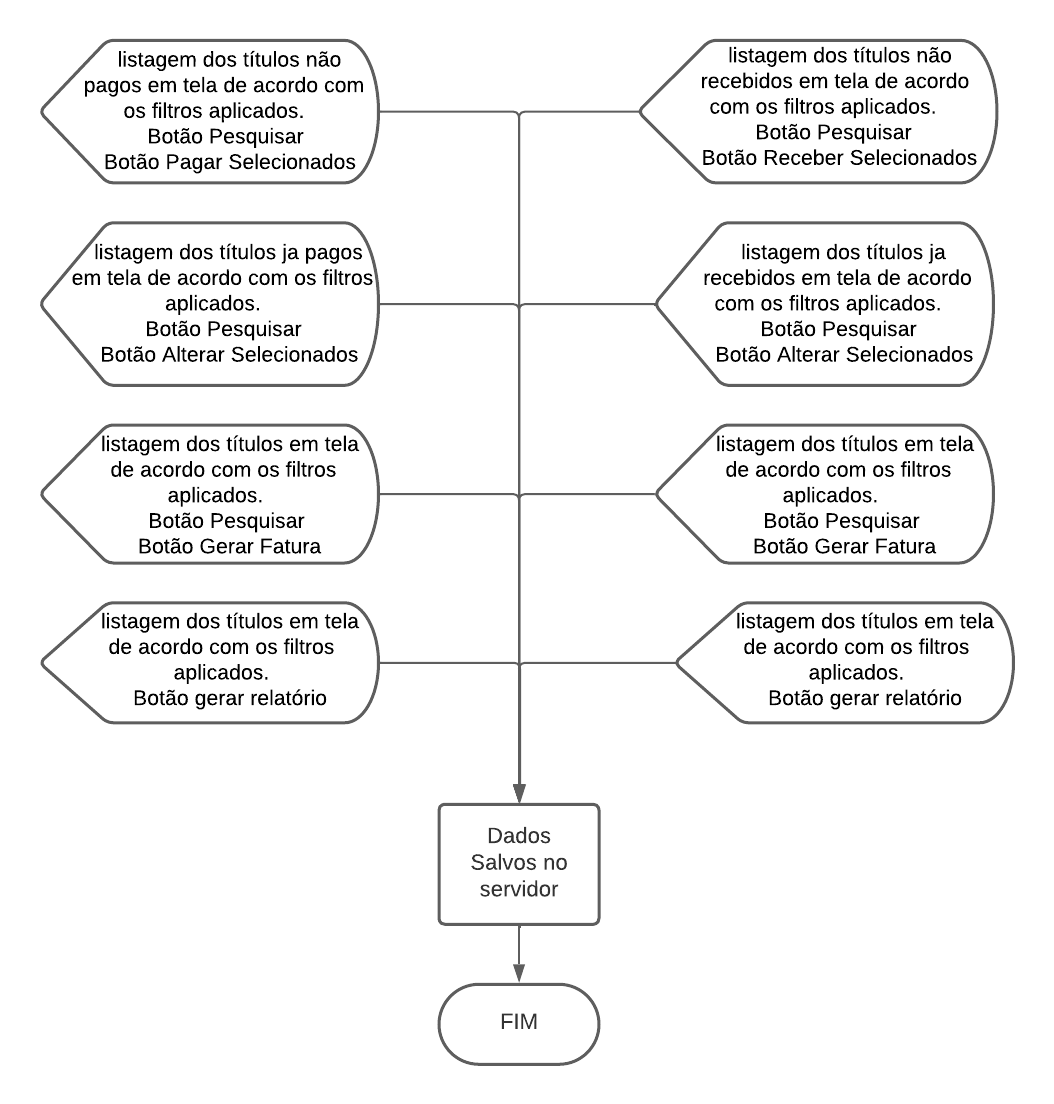 listagem dos títulos não
pagos em tela de acordo com
os filtros aplicados.
Botão Pesquisar
Botão Pagar Selecionados
listagem dos títulos não
recebidos em tela de acordo
com os filtros aplicados.
Botão Pesquisar
Botão Receber Selecionados
listagem dos títulos ja pagos
em tela de acordo com os filtros
aplicados.
Botão Pesquisar
Botão Alterar Selecionados
listagem dos títulos ja
recebidos em tela de acordo
com os filtros aplicados.
Botão Pesquisar
Botão Alterar Selecionados
listagem dos títulos em tela
de acordo com os filtros
aplicados.
Botão Pesquisar
Botão Gerar Fatura
listagem dos títulos em tela
de acordo com os filtros
aplicados.
Botão Pesquisar
Botão Gerar Fatura
listagem dos títulos em tela
de acordo com os filtros
aplicados.
Botão gerar relatório
listagem dos títulos em tela
de acordo com os filtros
aplicados.
Botão gerar relatório
Dados
Salvos no
servidor
FIM